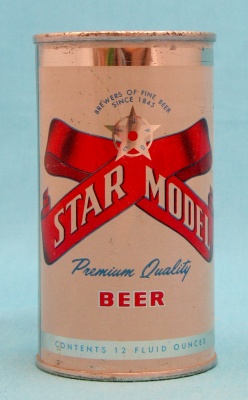 BREWERS OF FINE BEER
SINCE 1845
STAR MODEL
Premium Quality
BEER
CONTENTS 12 FLUID OUNCES